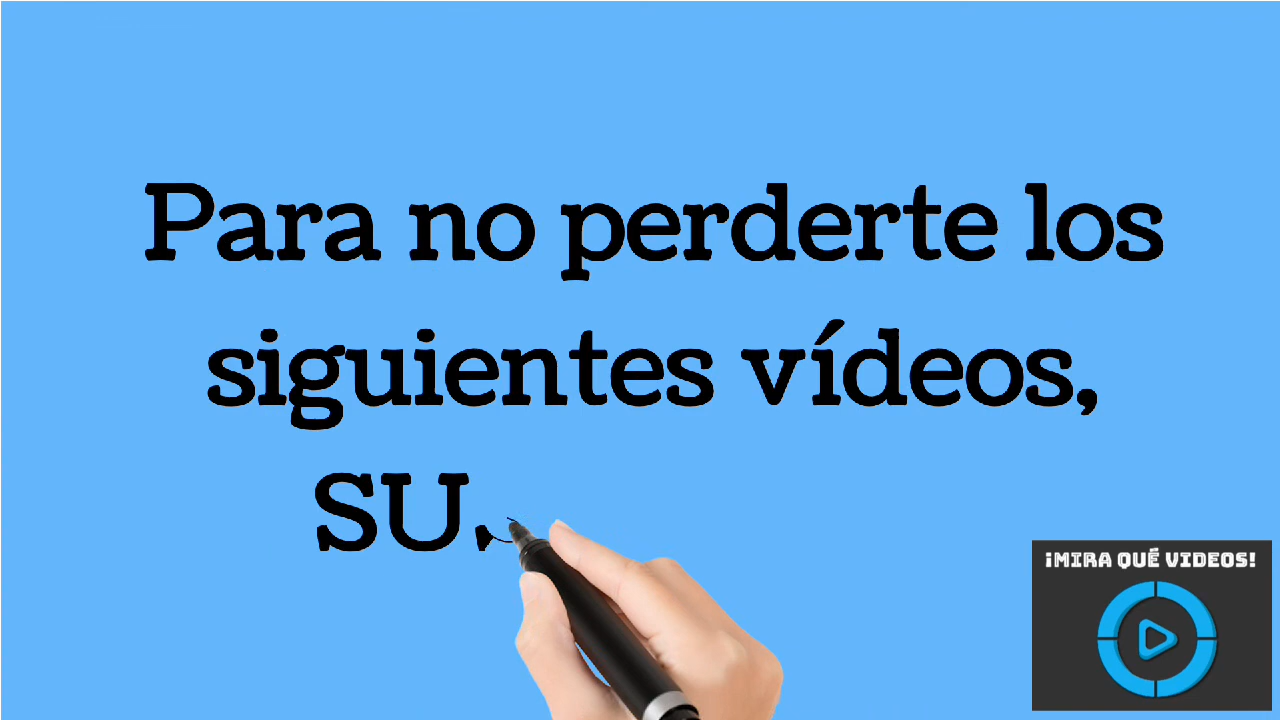 Para no perderte los
siguientes vídeos,
SU
¡MIRA QUÉ VIDEOS!